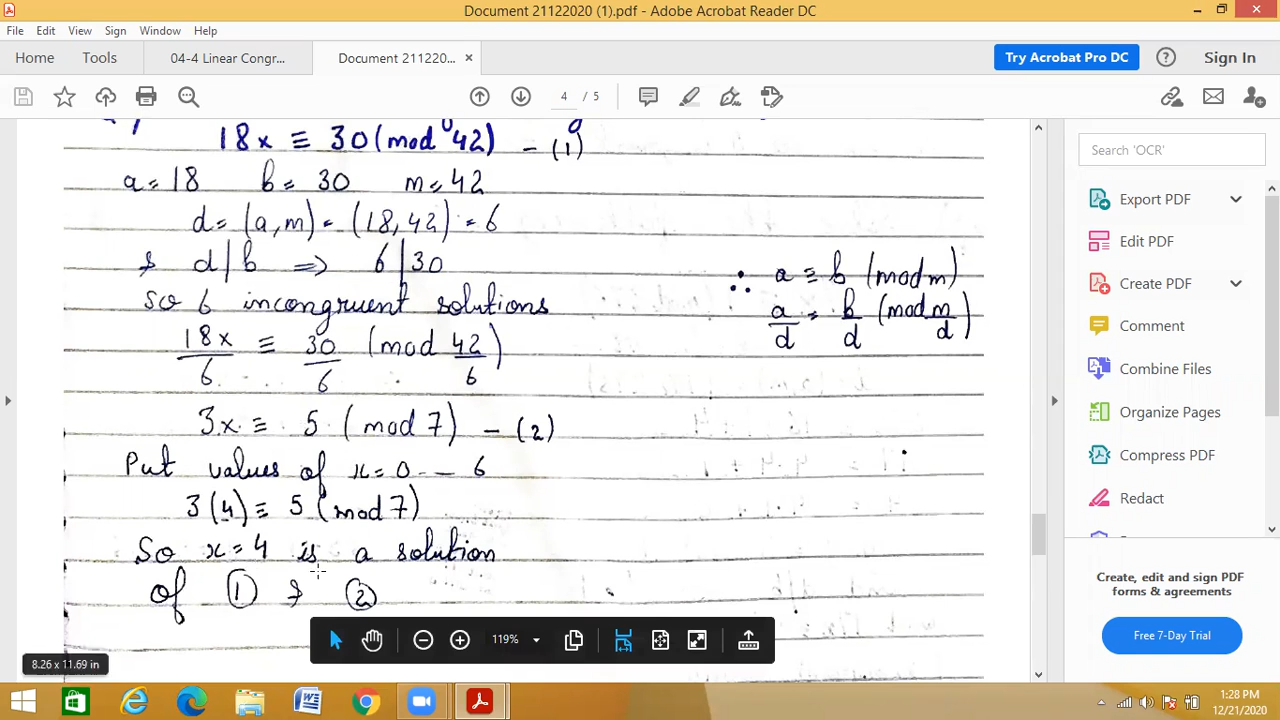 Document 21122020 (1).pdf - Adobe Acrobat Reader DC
File Edit View Sign Window Help
Home Tools 04-4 Linear Congr... Document 211220... × Try Acrobat Pro DC Sign In
4 / 5
18x ≡ 30 (mod 42) - (1)
a = 18 b = 30 m = 42
d = (a, m) = (18, 42) = 6
& d | b ⇒ 6 | 30
So 6 incongruent solutions
18x/6 ≡ 30/6 (mod 42/6)
3x ≡ 5 (mod 7) - (2)
Put values of x = 0 -- 6
3(4) ≡ 5 (mod 7)
So x = 4 is a solution
of ① & ②
∴ a ≡ b (mod m)
a/d = b/d (mod m/d)
Search 'OCR'
Export PDF
Edit PDF
Create PDF
Comment
Combine Files
Organize Pages
Compress PDF
Redact
Create, edit and sign PDF
forms & agreements
Free 7-Day Trial
119%
8.26 x 11.69 in
1:28 PM
12/21/2020